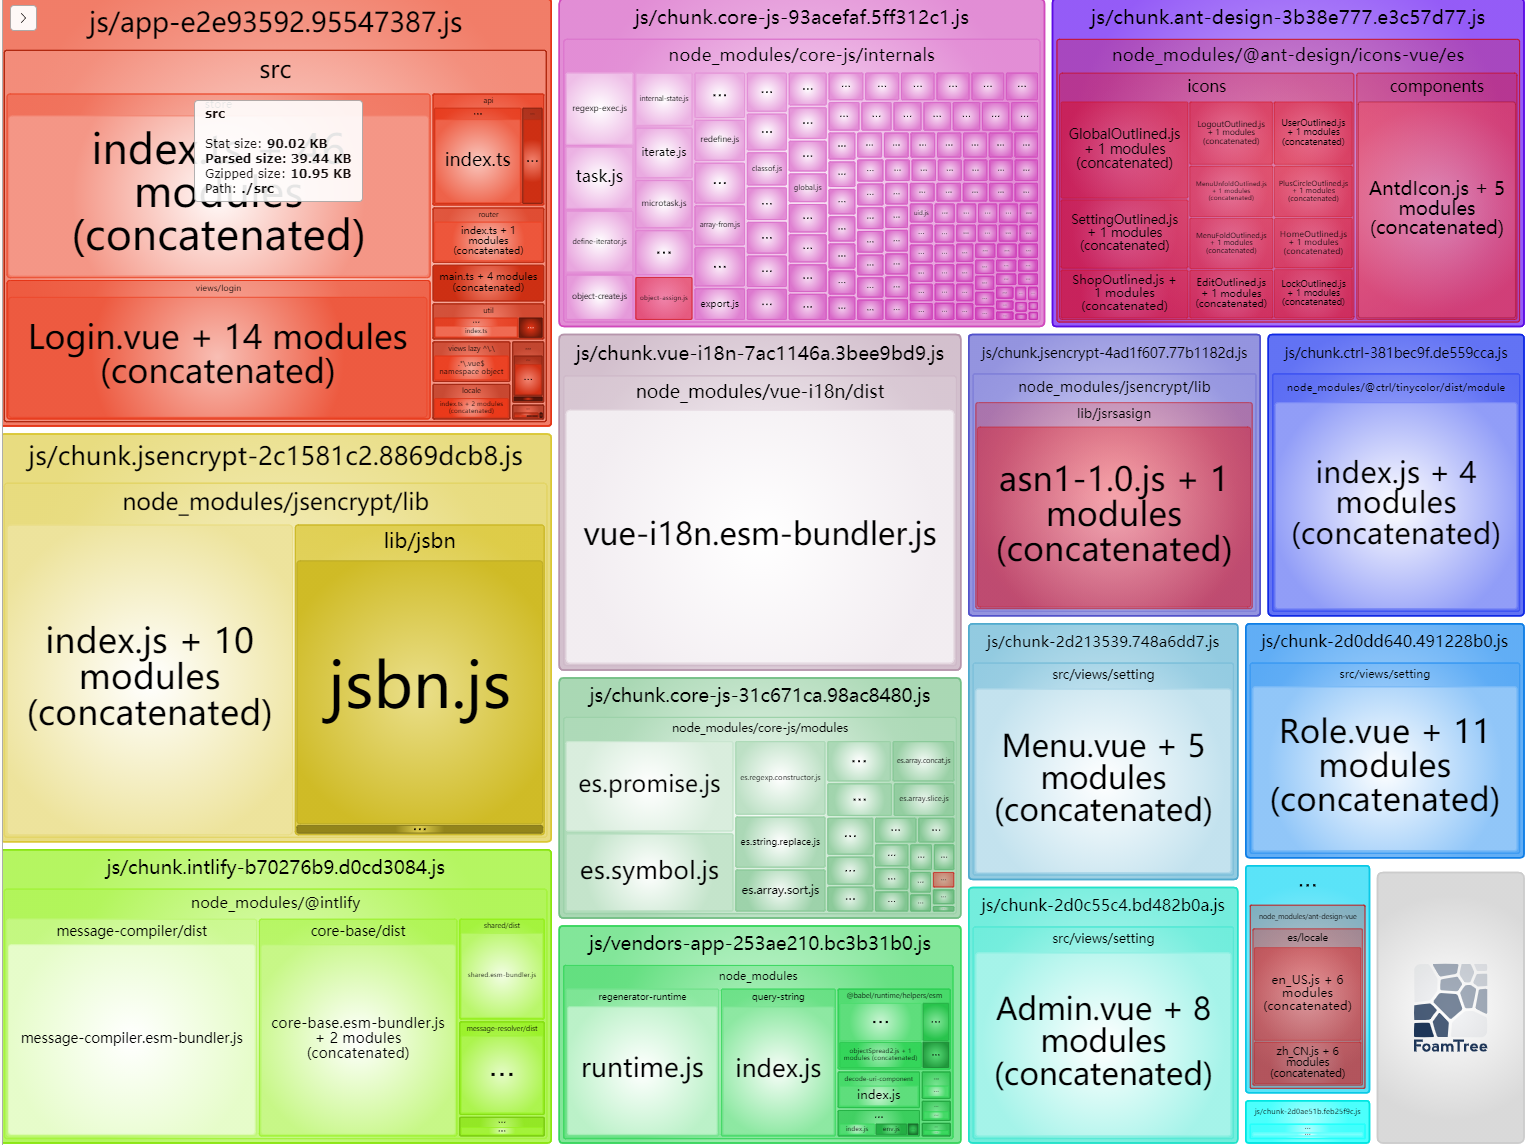 js/app-e2e93592.95547387.js
src
src
Stat size: 90.02 KB
Parsed size: 39.44 KB
Gzipped size: 10.95 KB
Path: ./src
(concatenated)
views/login
Login.vue + 14 modules
(concatenated)
api
...
index.ts
...
router
index.ts + 1
modules
(concatenated)
main.ts + 4 modules
(concatenated)
util
...
index.ts
...
views lazy ^\.\
.*\.vue$
namespace object
...
locale
index.ts + 2 modules
(concatenated)
js/chunk.jsencrypt-2c1581c2.8869dcb8.js
node_modules/jsencrypt/lib
index.js + 10
modules
(concatenated)
lib/jsbn
jsbn.js
...
js/chunk.intlify-b70276b9.d0cd3084.js
node_modules/@intlify
message-compiler/dist
message-compiler.esm-bundler.js
core-base/dist
core-base.esm-bundler.js
+ 2 modules
(concatenated)
shared/dist
shared.esm-bundler.js
message-resolver/dist
...
js/chunk.core-js-93acefaf.5ff312c1.js
node_modules/core-js/internals
regexp-exec.js
task.js
define-iterator.js
object-create.js
internal-state.js
iterate.js
microtask.js
...
object-assign.js
...
redefine.js
...
array-from.js
...
export.js
...
classof.js
...
global.js
uid.js
js/chunk.ant-design-3b38e777.e3c57d77.js
node_modules/@ant-design/icons-vue/es
icons
GlobalOutlined.js
+ 1 modules
(concatenated)
SettingOutlined.js
+ 1 modules
(concatenated)
ShopOutlined.js +
1 modules
(concatenated)
LogoutOutlined.js
+ 1 modules
(concatenated)
MenuUnfoldOutlined.js
+ 1 modules
(concatenated)
MenuFoldOutlined.js
+ 1 modules
(concatenated)
EditOutlined.js
+ 1 modules
(concatenated)
UserOutlined.js
+ 1 modules
(concatenated)
PlusCircleOutlined.js
+ 1 modules
(concatenated)
HomeOutlined.js
+ 1 modules
(concatenated)
LockOutlined.js
+ 1 modules
(concatenated)
components
AntdIcon.js + 5
modules
(concatenated)
js/chunk.vue-i18n-7ac1146a.3bee9bd9.js
node_modules/vue-i18n/dist
vue-i18n.esm-bundler.js
js/chunk.jsencrypt-4ad1f607.77b1182d.js
node_modules/jsencrypt/lib
lib/jsrsasign
asn1-1.0.js + 1
modules
(concatenated)
js/chunk.ctrl-381bec9f.de559cca.js
node_modules/@ctrl/tinycolor/dist/module
index.js + 4
modules
(concatenated)
js/chunk.core-js-31c671ca.98ac8480.js
node_modules/core-js/modules
es.promise.js
es.symbol.js
es.regexp.constructor.js
es.string.replace.js
es.array.sort.js
...
es.array.concat.js
...
es.array.slice.js
js/vendors-app-253ae210.bc3b31b0.js
node_modules
regenerator-runtime
runtime.js
query-string
index.js
@babel/runtime/helpers/esm
...
objectSpread2.js + 1
modules (concatenated)
decode-uri-component
index.js
...
index.js
env.js
js/chunk-2d213539.748a6dd7.js
src/views/setting
Menu.vue + 5
modules
(concatenated)
js/chunk-2d0dd640.491228b0.js
src/views/setting
Role.vue + 11
modules
(concatenated)
js/chunk-2d0c55c4.bd482b0a.js
src/views/setting
Admin.vue + 8
modules
(concatenated)
...
node_modules/ant-design-vue
es/locale
en_US.js + 6
modules
(concatenated)
zh_CN.js + 6
modules
(concatenated)
js/chunk-2d0ae51b.feb25f9c.js
...
FoamTree